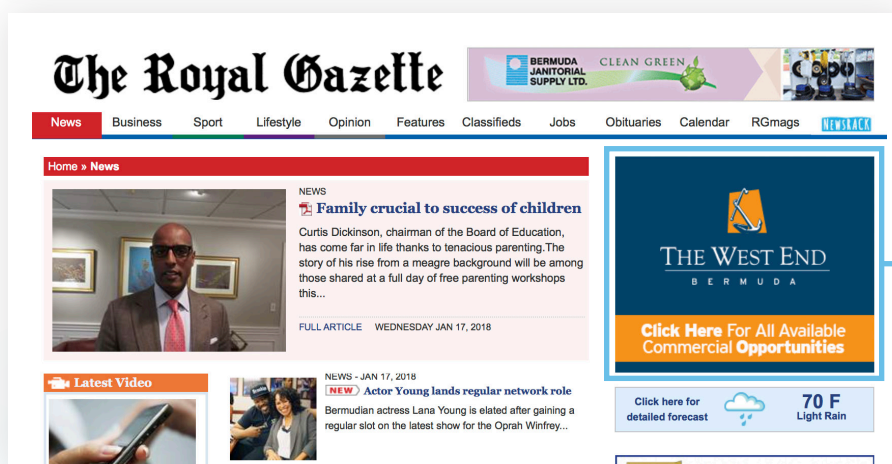 The Royal Gazette
BERMUDA
JANITORIAL
SUPPLY LTD.
CLEAN GREEN
News Business Sport Lifestyle Opinion Features Classifieds Jobs Obituaries Calendar RGmags NEWSRACK
Home » News
NEWS
Family crucial to success of children
Curtis Dickinson, chairman of the Board of Education,
has come far in life thanks to tenacious parenting.The
story of his rise from a meagre background will be among
those shared at a full day of free parenting workshops
this...
FULL ARTICLE WEDNESDAY JAN 17, 2018
THE WEST END
BERMUDA
Click Here For All Available
Commercial Opportunities
Latest Video
NEWS - JAN 17, 2018
NEW Actor Young lands regular network role
Bermudian actress Lana Young is elated after gaining a
regular slot on the latest show for the Oprah Winfrey...
Click here for
detailed forecast
70 F
Light Rain